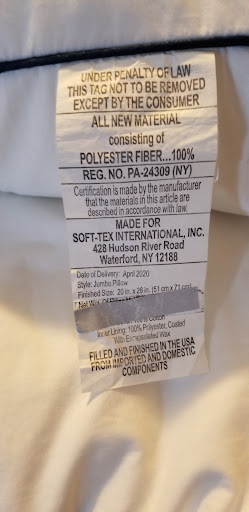 UNDER PENALTY OF LAW
THIS TAG NOT TO BE REMOVED
EXCEPT BY THE CONSUMER
ALL NEW MATERIAL
consisting of
POLYESTER FIBER...100%
REG. NO. PA-24309 (NY)
Certification is made by the manufacturer
that the materials in this article are
described in accordance with law.
MADE FOR
SOFT-TEX INTERNATIONAL, INC.
428 Hudson River Road
Waterford, NY 12188
Date of Delivery: April 2020
Style: Jumbo Pillow
Finished Size: 20 in. x 28 in. (51 cm x 71 cm)
Net Wt. Of
Cotton
Inner Lining: 100% Polyester, Coated
With Encapsulated Wax
FILLED AND FINISHED IN THE USA
FROM IMPORTED AND DOMESTIC
COMPONENTS